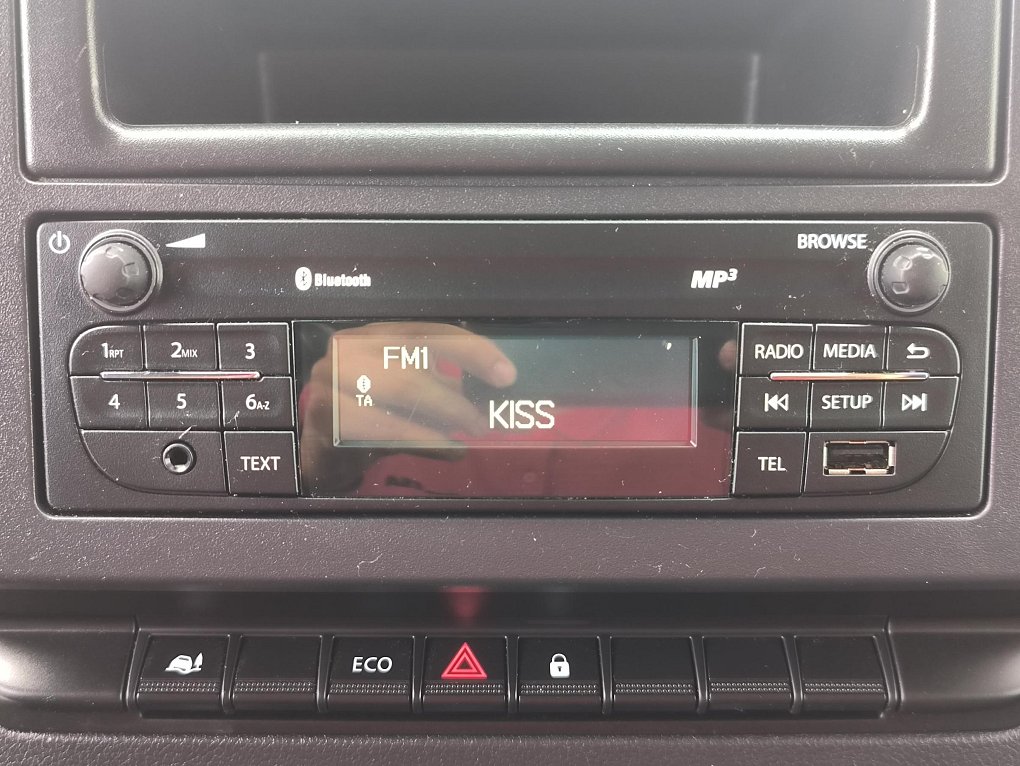 BROWSE
Bluetooth
MP3
1RPT
2MIX
3
4
5
6A-Z
TEXT
FM1
TA
KISS
RADIO
MEDIA
SETUP
TEL
ECO